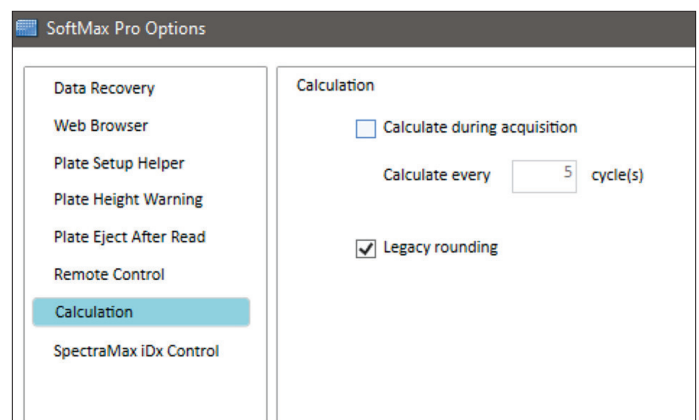 SoftMax Pro Options
Data Recovery
Web Browser
Plate Setup Helper
Plate Height Warning
Plate Eject After Read
Remote Control
Calculation
SpectraMax iDx Control
Calculation
Calculate during acquisition
Calculate every 5 cycle(s)
Legacy rounding